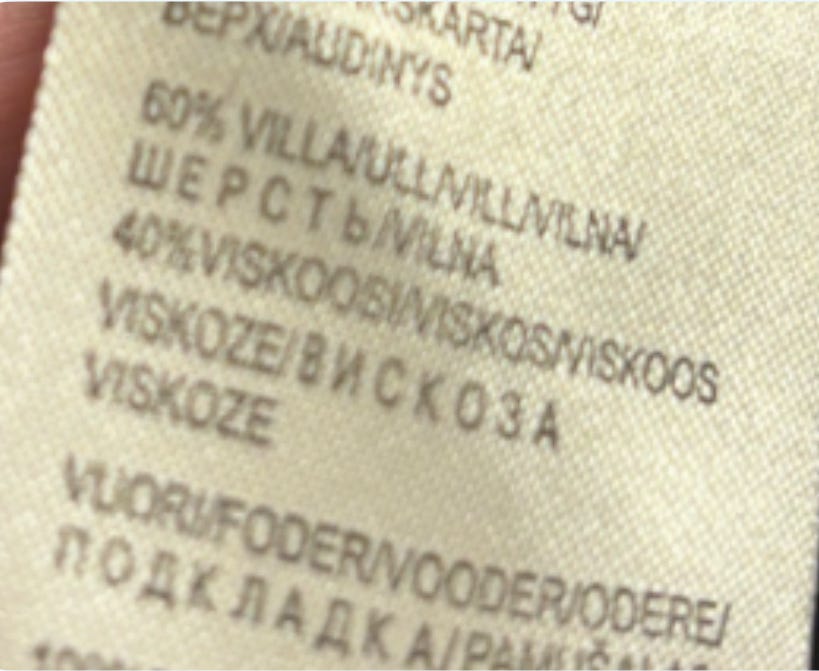 ВЕРХ/AUDINYS
60% VILLA/ULL/VILL/VILNA/
ШЕРСТЬ/VILNA
40%VISKOOSI/VISKOS/VISKOOS
VISKOZE/ВИСКОЗА
VISKOZE
VUORI/FODER/VOODER/ODERE/
ПОДКЛАДКА/